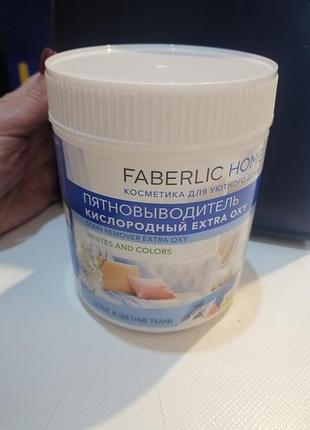 FABERLIC HOME
КОСМЕТИКА ДЛЯ УЮТНОГО
ПЯТНОВЫВОДИТЕЛЬ
КИСЛОРОДНЫЙ EXTRA OXY
STAIN REMOVER EXTRA OXY
WHITES AND COLORS
БЕЛЫЕ И ЦВЕТНЫЕ ТКАНИ